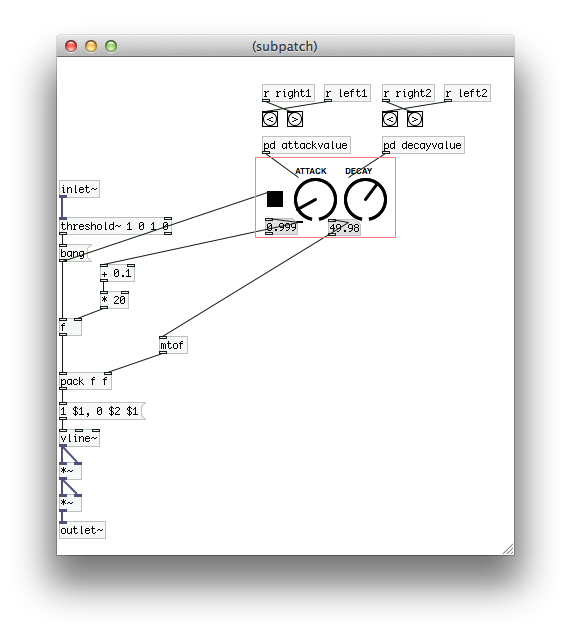 (subpatch)
r right1 r left1 r right2 r left2
< > < >
pd attackvalue pd decayvalue
ATTACK DECAY
inlet~
threshold~ 1 0 1 0
0.999 49.98
bang
+ 0.1
* 20
f
mtof
pack f f
1 $1, 0 $2 $1
vline~
*~
*~
outlet~